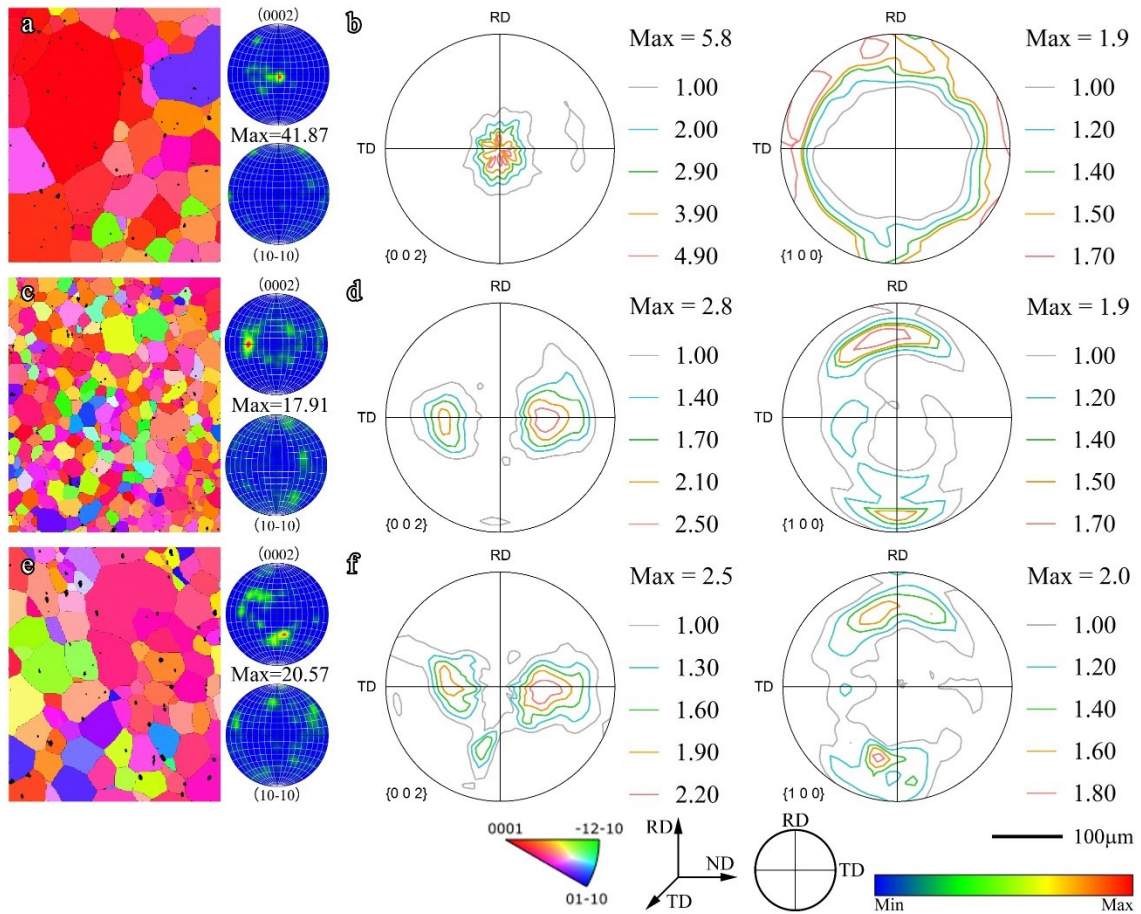 a
(0002)
Max=41.87
(10-10)
b
RD
TD
{0 0 2}
Max = 5.8
1.00
2.00
2.90
3.90
4.90
RD
TD
{1 0 0}
Max = 1.9
1.00
1.20
1.40
1.50
1.70
c
(0002)
Max=17.91
(10-10)
d
RD
TD
{0 0 2}
Max = 2.8
1.00
1.40
1.70
2.10
2.50
RD
TD
{1 0 0}
Max = 1.9
1.00
1.20
1.40
1.50
1.70
e
(0002)
Max=20.57
(10-10)
f
RD
TD
{0 0 2}
Max = 2.5
1.00
1.30
1.60
1.90
2.20
RD
TD
{1 0 0}
Max = 2.0
1.00
1.20
1.40
1.60
1.80
0001
-12-10
01-10
RD
ND
TD
RD
TD
100μm
Min
Max